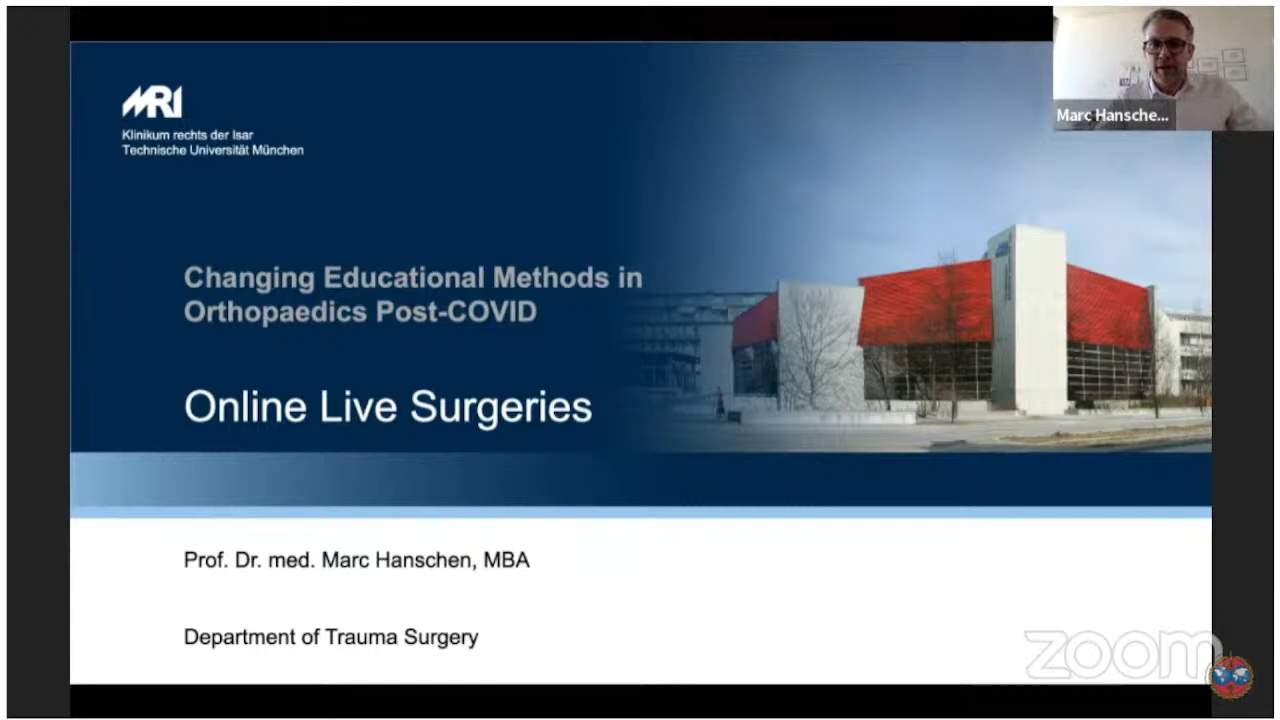 MRI
Klinikum rechts der Isar
Technische Universität München
Marc Hansche...
Changing Educational Methods in
Orthopaedics Post-COVID
Online Live Surgeries
Prof. Dr. med. Marc Hanschen, MBA
Department of Trauma Surgery
zoom